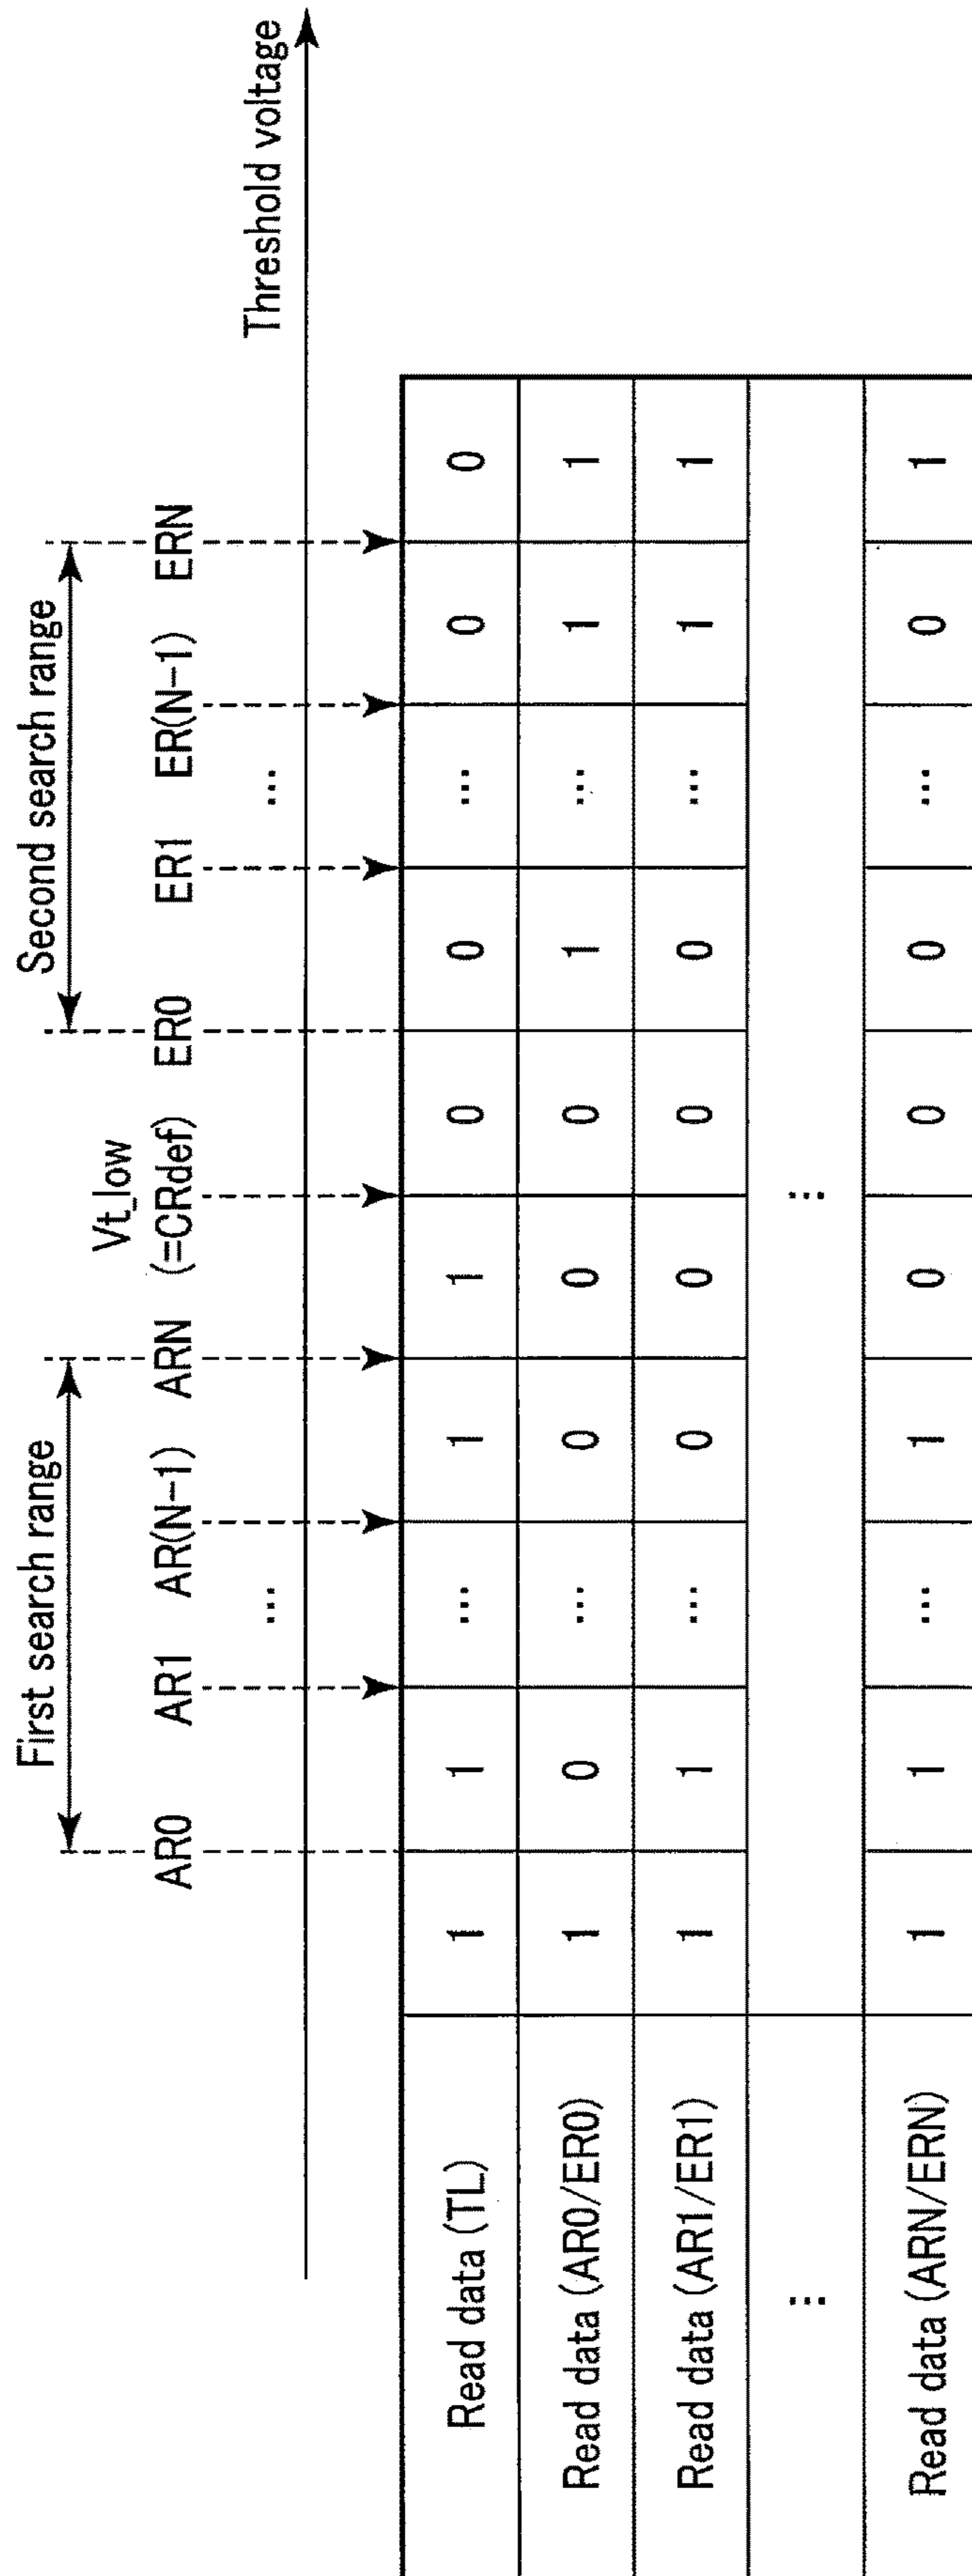 First search range Second search range
Vt_low
AR0 AR1 AR(N-1) ARN (=CRdef) ER0 ER1 ER(N-1) ERN
... ...
Threshold voltage
Read data (TL) 1 1 ... 1 1 0 0 ... 0 0
Read data (AR0/ER0) 1 0 ... 0 0 0 1 ... 1 1
Read data (AR1/ER1) 1 1 ... 0 0 0 0 ... 1 1
... ...
Read data (ARN/ERN) 1 1 ... 1 0 0 0 ... 0 1